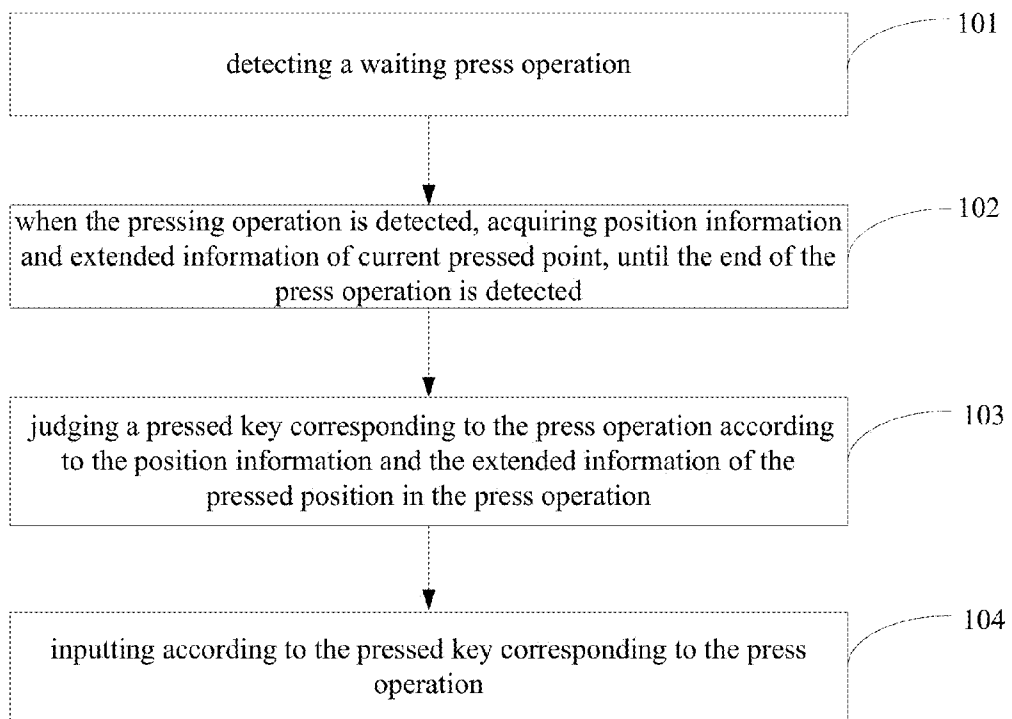 101
detecting a waiting press operation
102
when the pressing operation is detected, acquiring position information
and extended information of current pressed point, until the end of the
press operation is detected
103
judging a pressed key corresponding to the press operation according
to the position information and the extended information of the
pressed position in the press operation
104
inputting according to the pressed key corresponding to the press
operation